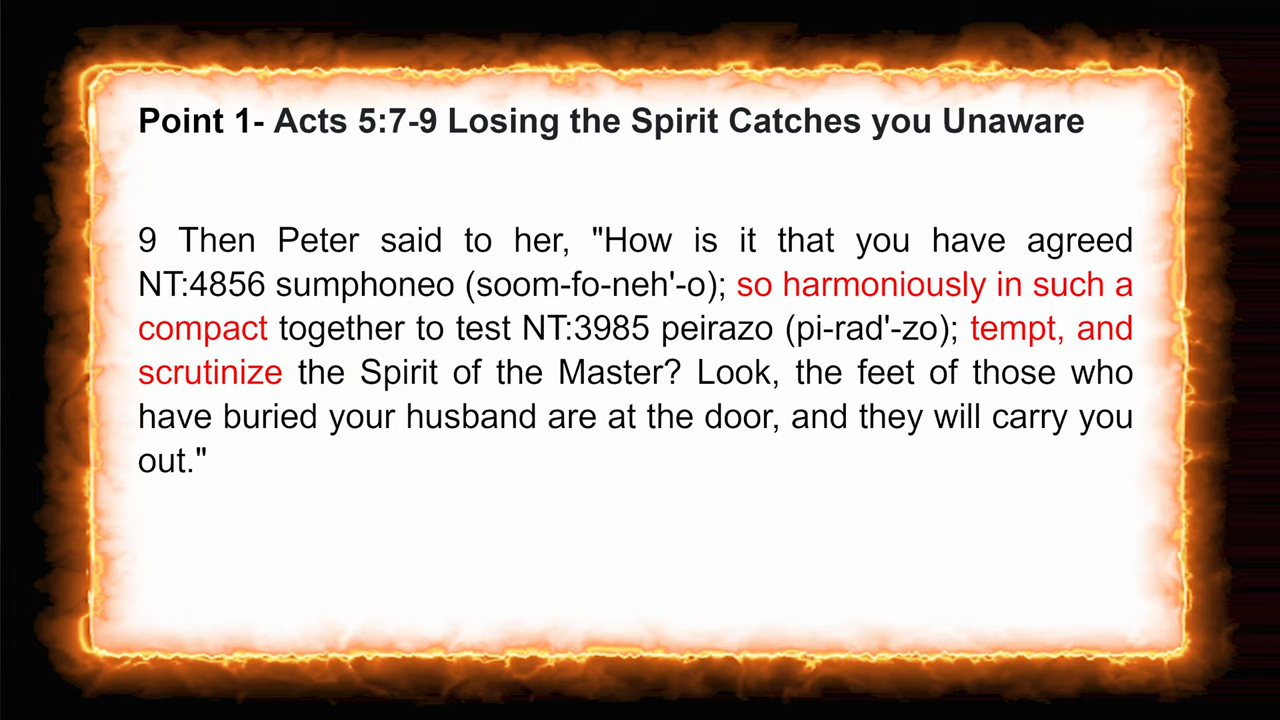 Point 1- Acts 5:7-9 Losing the Spirit Catches you Unaware
9 Then Peter said to her, "How is it that you have agreed
NT:4856 sumphoneo (soom-fo-neh'-o); so harmoniously in such a
compact together to test NT:3985 peirazo (pi-rad'-zo); tempt, and
scrutinize the Spirit of the Master? Look, the feet of those who
have buried your husband are at the door, and they will carry you
out."